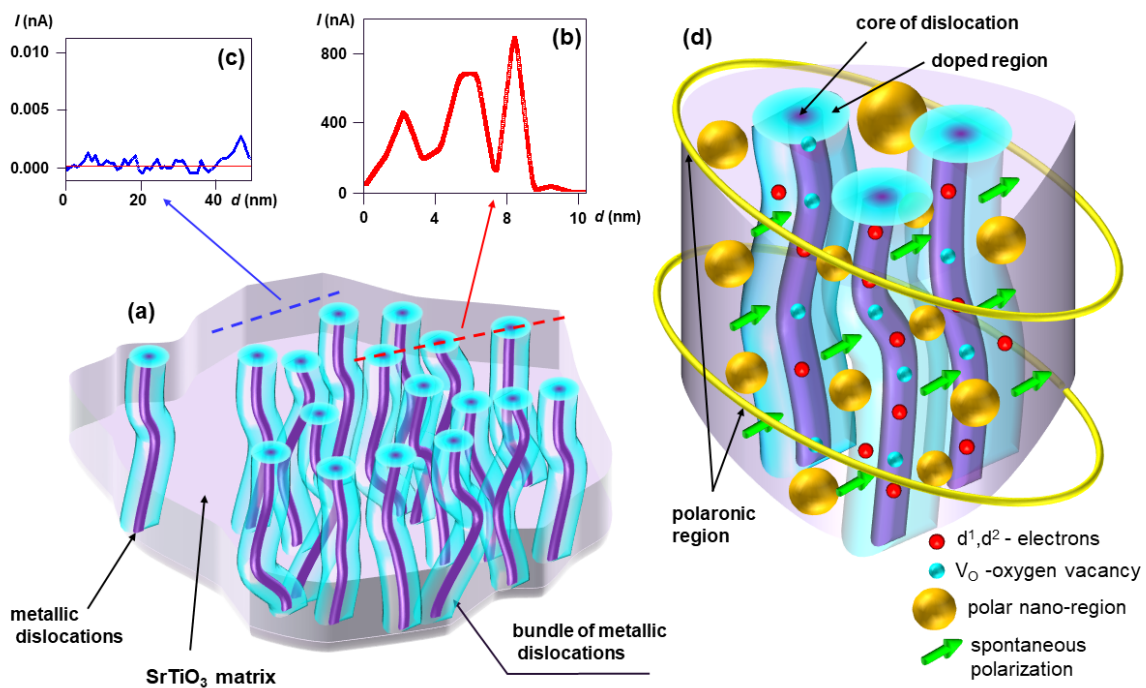 I (nA)
(c)
0.010
0.005
0.000
0
20
40
d (nm)
I (nA)
(b)
800
400
0
0
4
8
10
d (nm)
(d)
core of dislocation
doped region
(a)
metallic
dislocations
SrTiO₃ matrix
bundle of metallic
dislocations
polaronic
region
d¹,d² - electrons
V_O -oxygen vacancy
polar nano-region
spontaneous
polarization